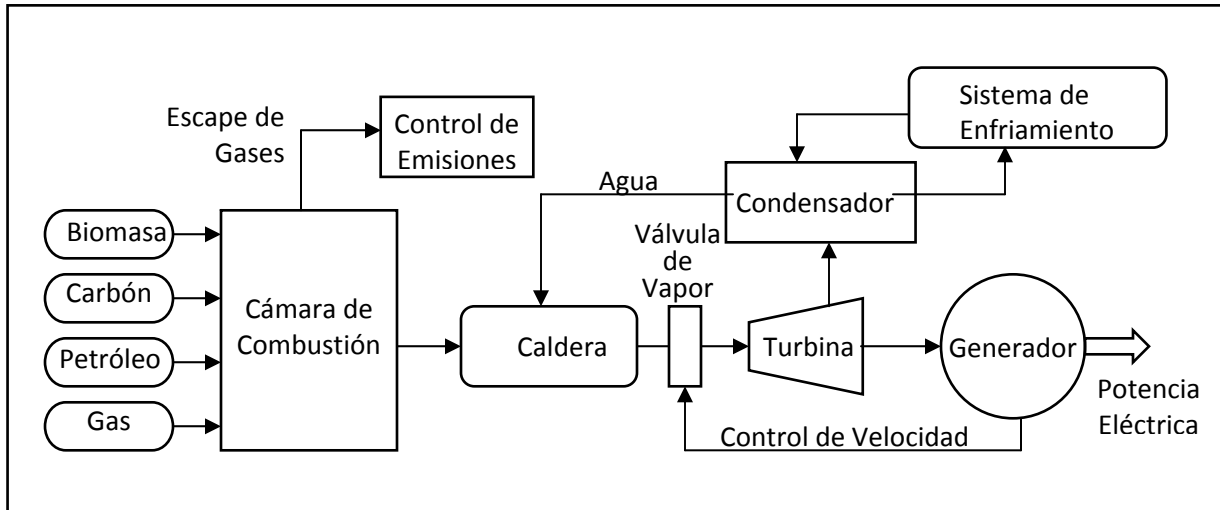 Escape de
Gases
Control de
Emisiones
Sistema de
Enfriamiento
Agua
Condensador
Biomasa
Carbón
Petróleo
Gas
Cámara de
Combustión
Válvula
de
Vapor
Caldera
Turbina
Generador
Potencia
Eléctrica
Control de Velocidad